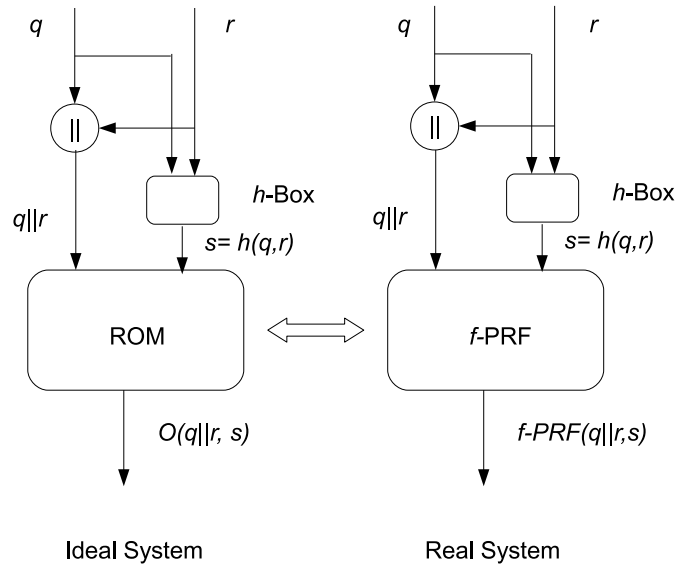 q
r
q
r
||
||
h-Box
h-Box
q||r
q||r
s= h(q,r)
s= h(q,r)
ROM
f-PRF
O(q||r, s)
f-PRF(q||r,s)
Ideal System
Real System